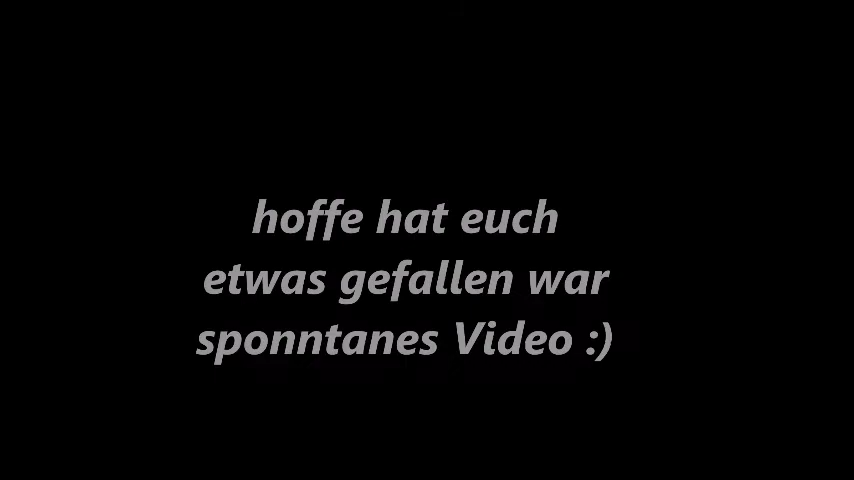 hoffe hat euch
etwas gefallen war
sponntanes Video :)